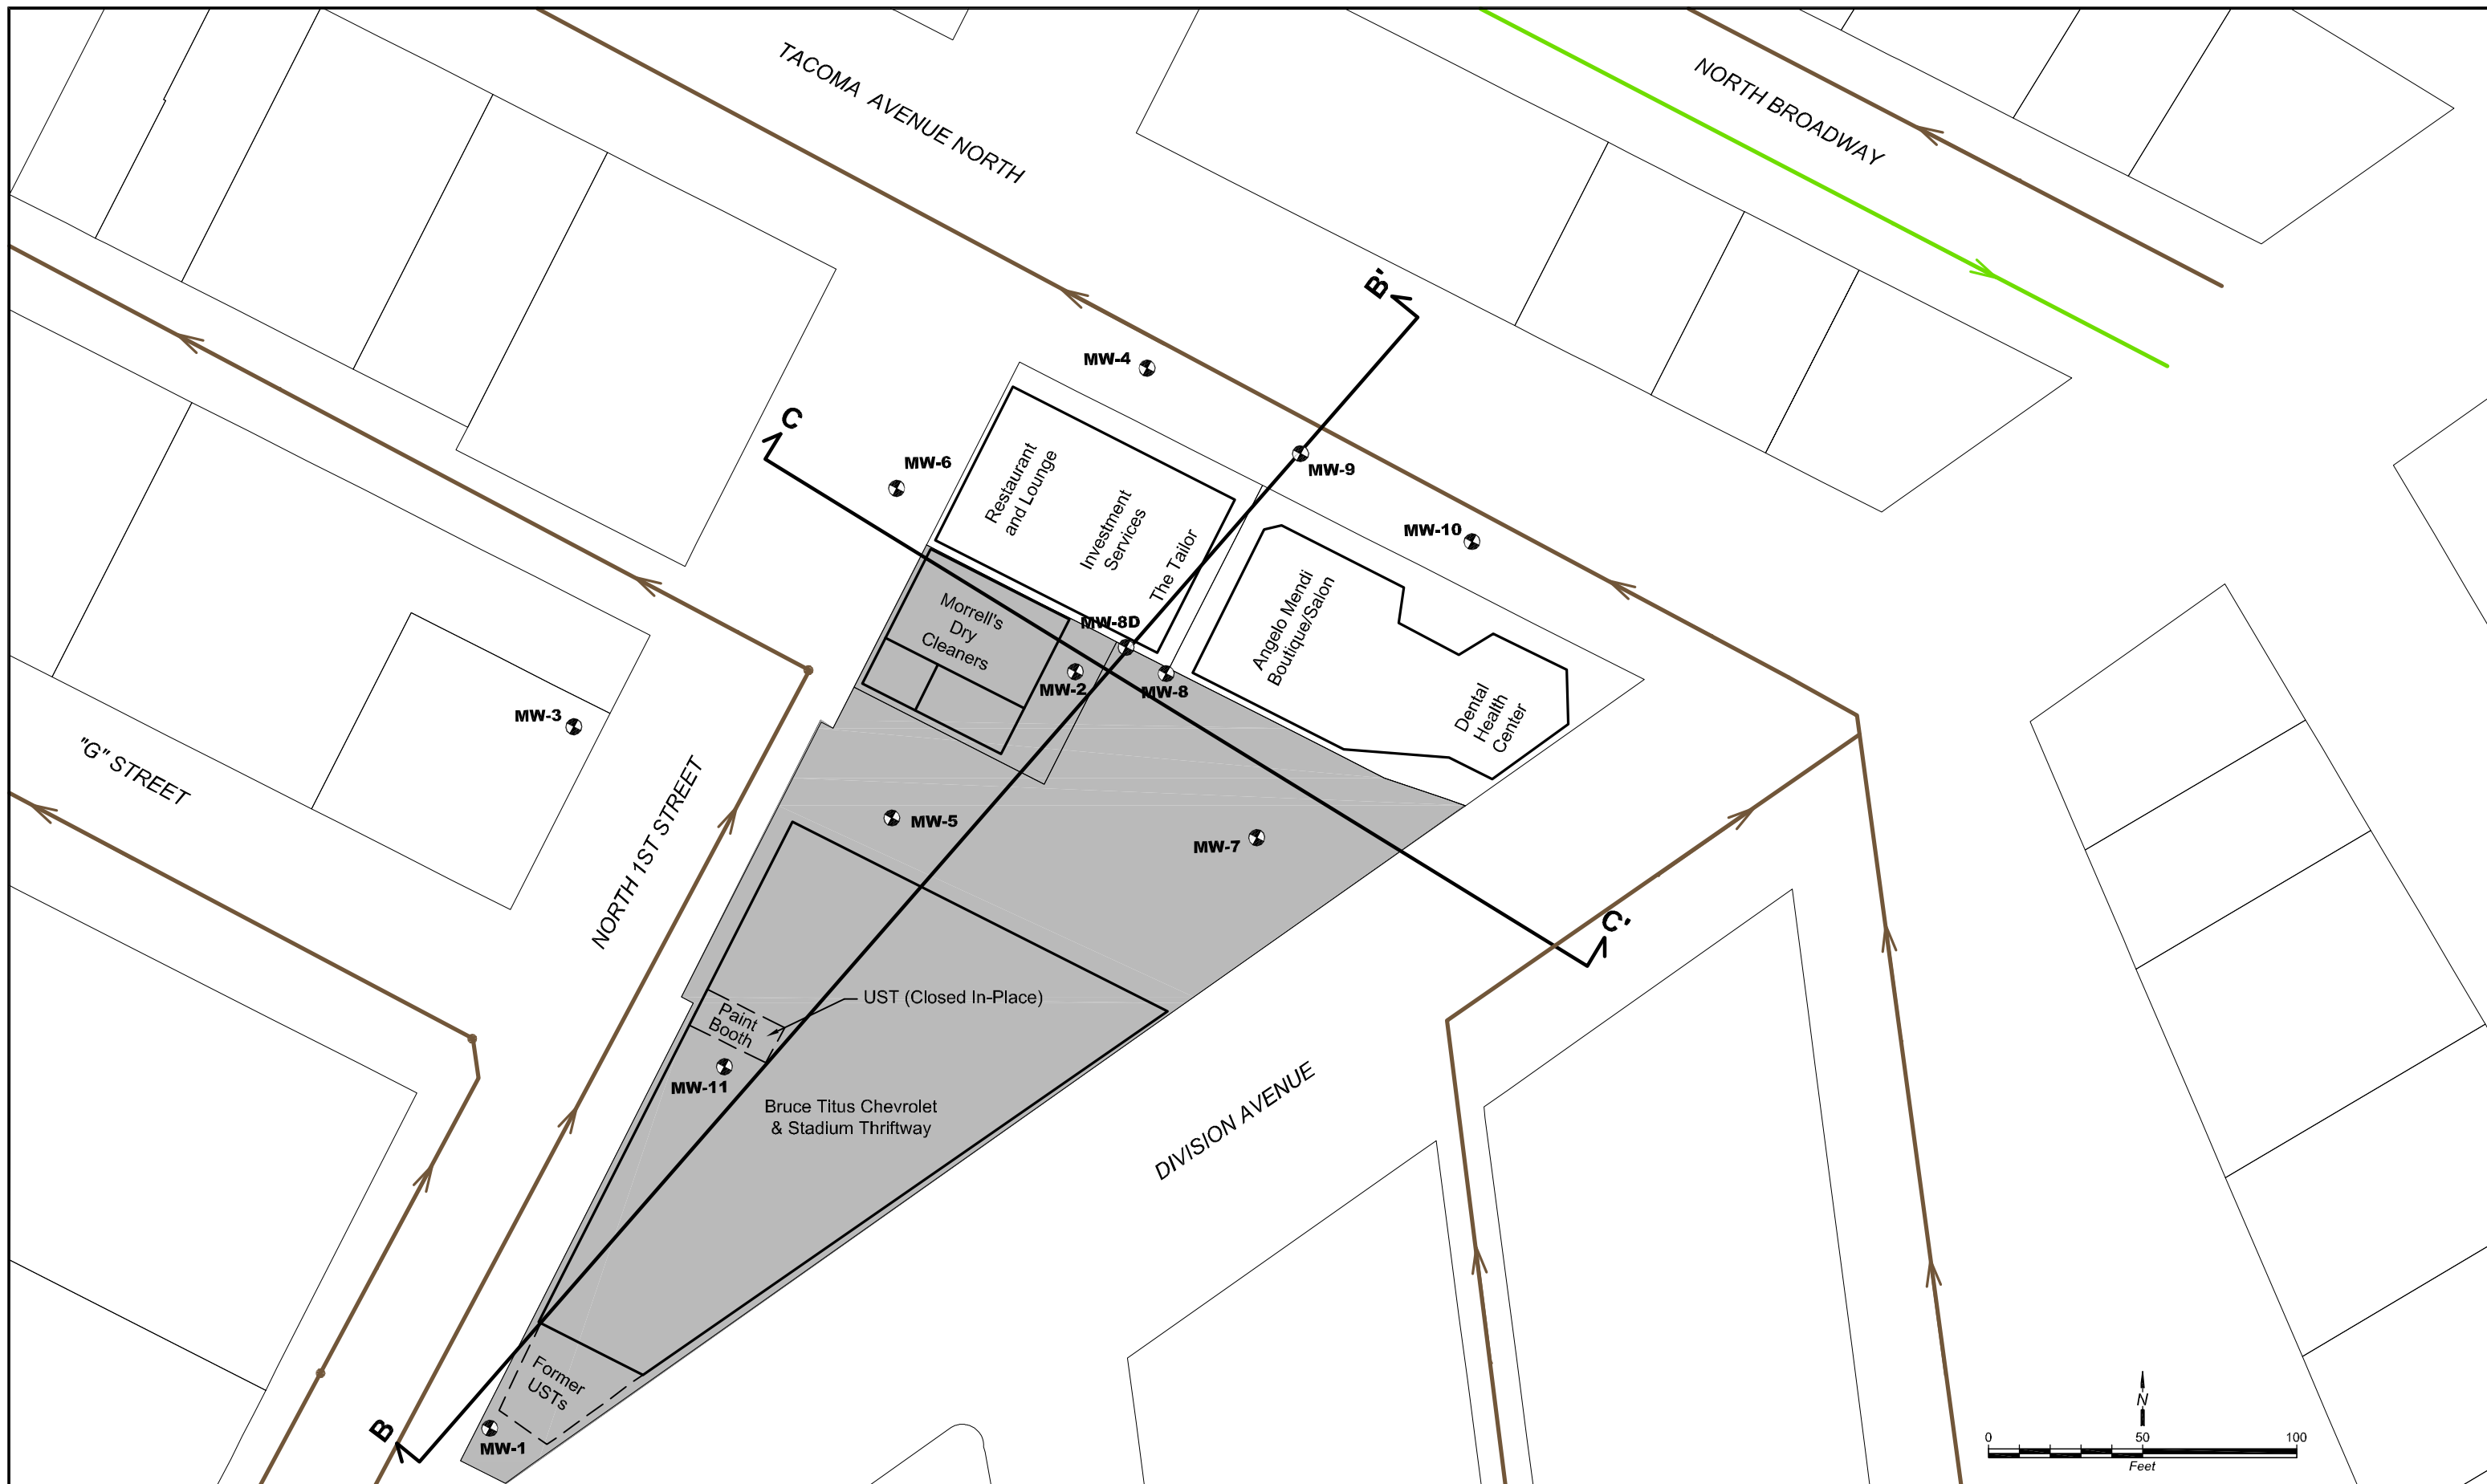 TACOMA AVENUE NORTH
NORTH BROADWAY
B'
MW-4
C
MW-6
Restaurant
and Lounge
Investment
Services
The Tailor
MW-9
MW-10
Angelo Mendi
Boutique/Salon
Dental
Health
Center
Morrell's
Dry
Cleaners
MW-8D
MW-2
MW-8
MW-3
"G" STREET
NORTH 1ST STREET
MW-5
MW-7
C'
UST (Closed In-Place)
Paint
Booth
MW-11
Bruce Titus Chevrolet
& Stadium Thriftway
DIVISION AVENUE
Former
USTs
B
MW-1
N
0 50 100
Feet